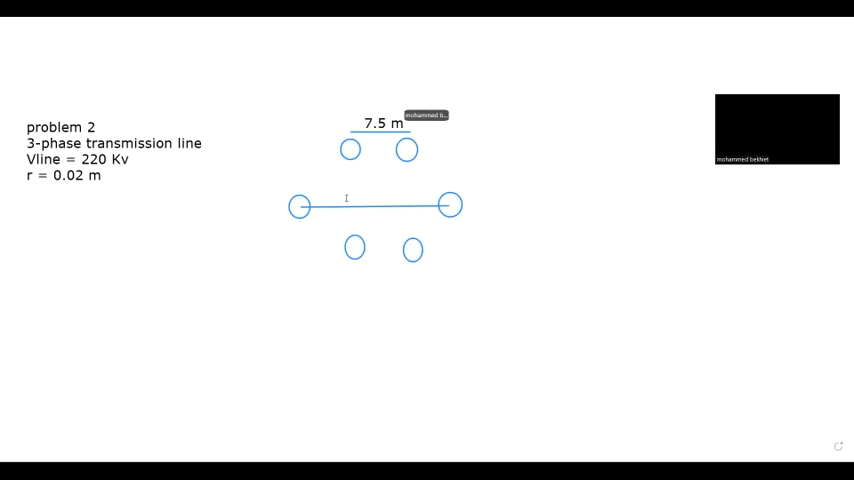 mohammed b...
7.5 m
problem 2
3-phase transmission line
Vline = 220 Kv
r = 0.02 m
mohammed bekhiet